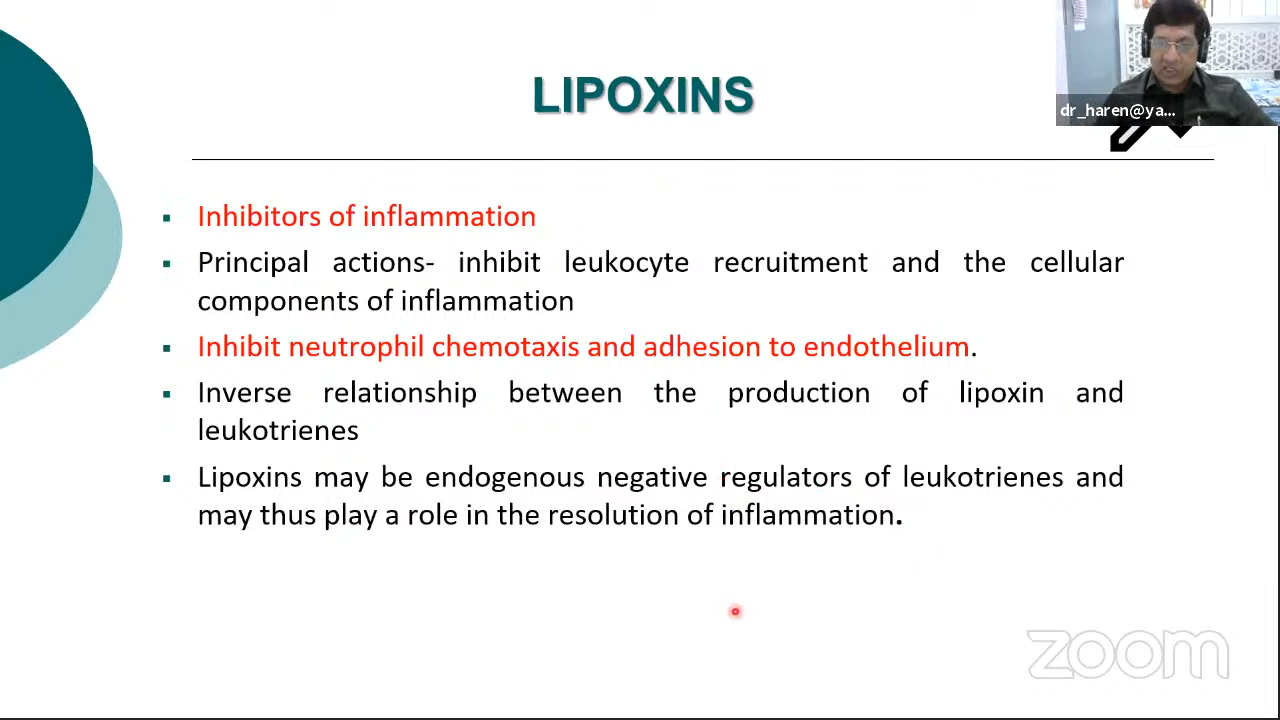 LIPOXINS
dr_haren@ya...
Inhibitors of inflammation
Principal actions- inhibit leukocyte recruitment and the cellular
components of inflammation
Inhibit neutrophil chemotaxis and adhesion to endothelium.
Inverse relationship between the production of lipoxin and
leukotrienes
Lipoxins may be endogenous negative regulators of leukotrienes and
may thus play a role in the resolution of inflammation.
zoom